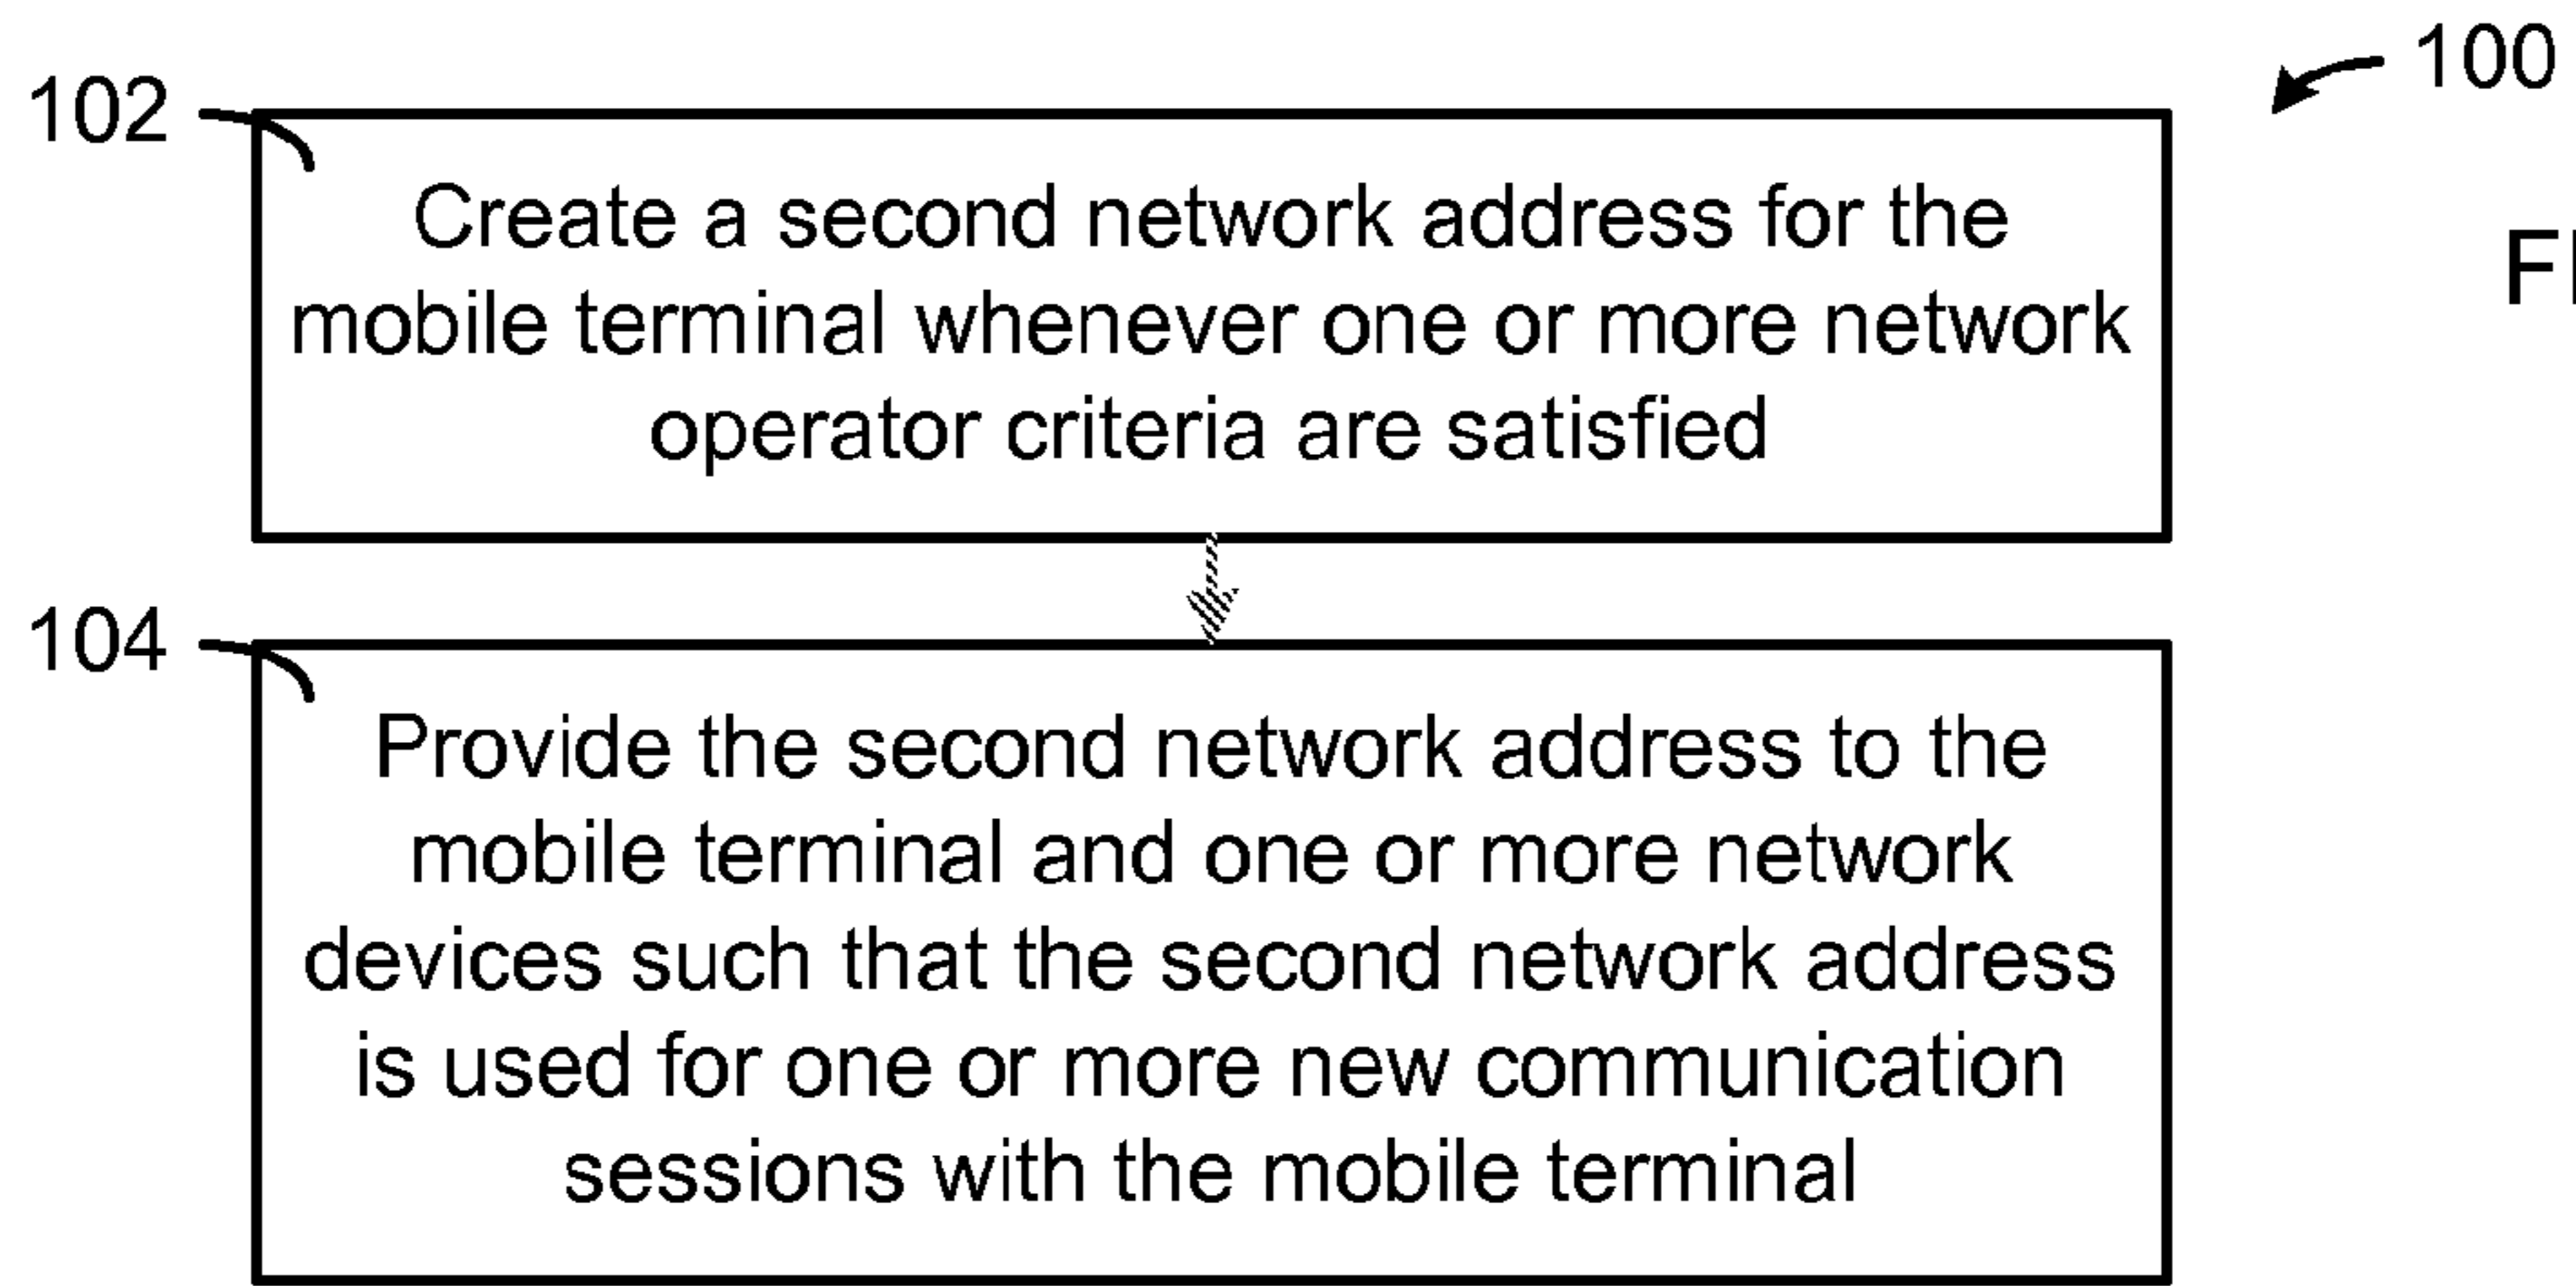 100
102
Create a second network address for the
mobile terminal whenever one or more network
operator criteria are satisfied
104
Provide the second network address to the
mobile terminal and one or more network
devices such that the second network address
is used for one or more new communication
sessions with the mobile terminal